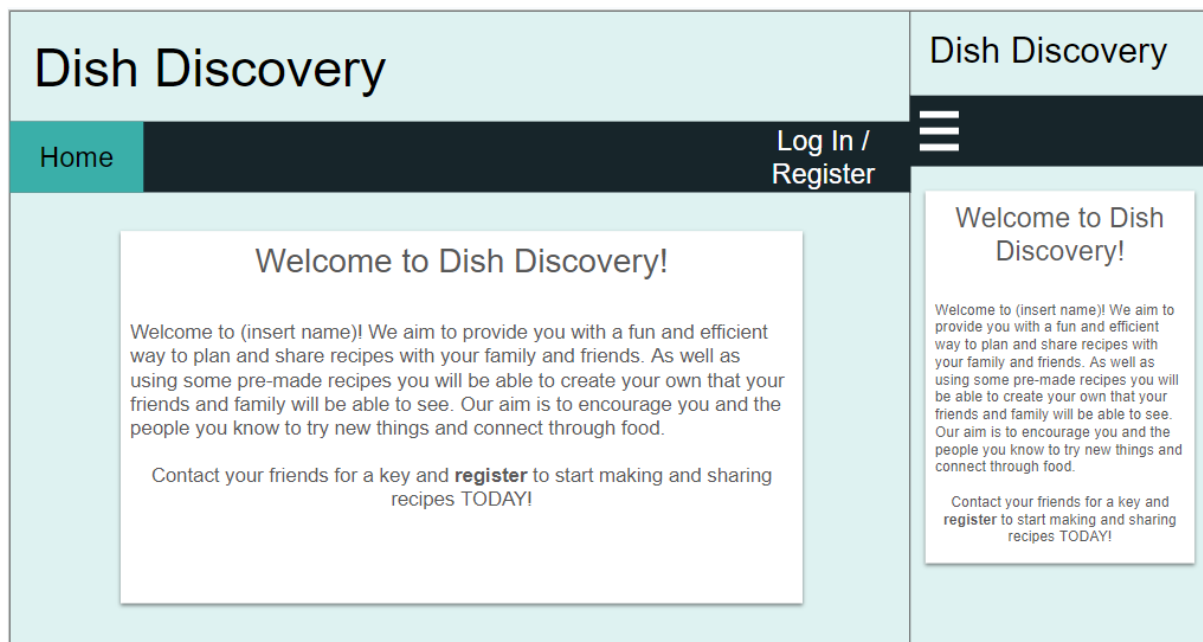 Dish Discovery
Home
Log In /
Register
Welcome to Dish Discovery!
Welcome to (insert name)! We aim to provide you with a fun and efficient
way to plan and share recipes with your family and friends. As well as
using some pre-made recipes you will be able to create your own that your
friends and family will be able to see. Our aim is to encourage you and the
people you know to try new things and connect through food.
Contact your friends for a key and register to start making and sharing
recipes TODAY!
Dish Discovery
Welcome to Dish
Discovery!
Welcome to (insert name)! We aim to
provide you with a fun and efficient
way to plan and share recipes with
your family and friends. As well as
using some pre-made recipes you will
be able to create your own that your
friends and family will be able to see.
Our aim is to encourage you and the
people you know to try new things and
connect through food.
Contact your friends for a key and
register to start making and sharing
recipes TODAY!